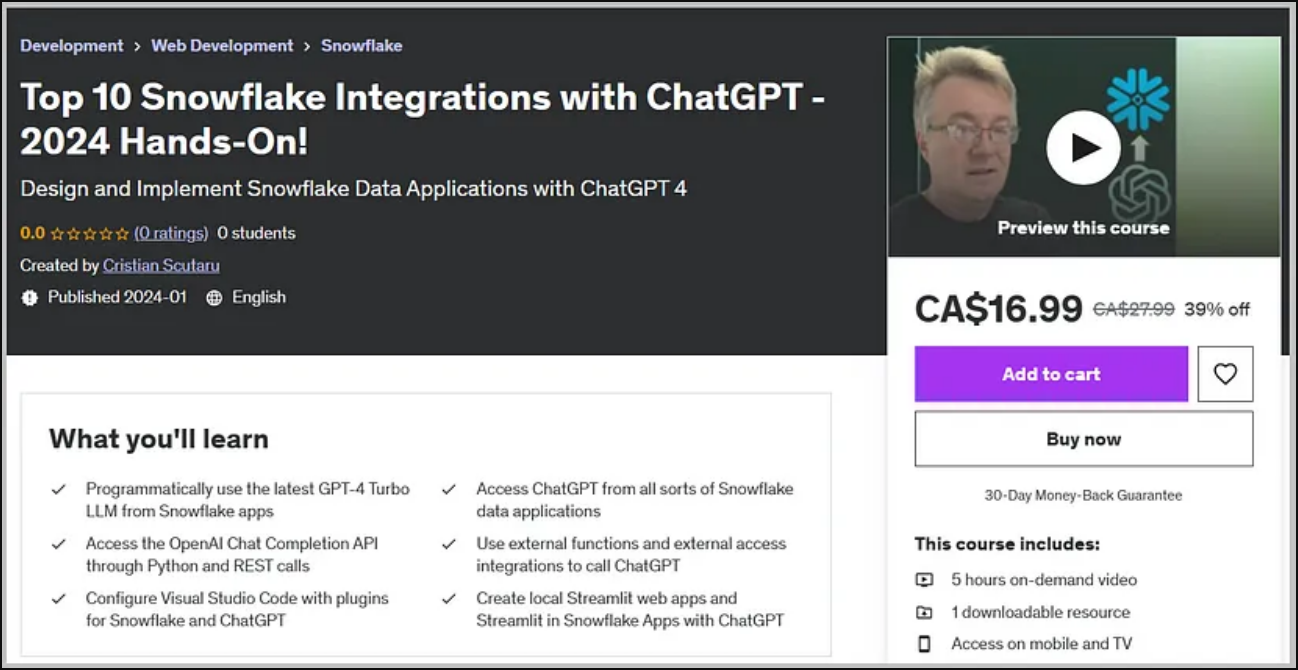 Development > Web Development > Snowflake
Top 10 Snowflake Integrations with ChatGPT -
2024 Hands-On!
Design and Implement Snowflake Data Applications with ChatGPT 4
0.0 (0 ratings) 0 students
Created by Cristian Scutaru
Published 2024-01 English
Preview this course
CA$16.99 CA$27.99 39% off
Add to cart
Buy now
30-Day Money-Back Guarantee
This course includes:
5 hours on-demand video
1 downloadable resource
Access on mobile and TV
What you'll learn
Programmatically use the latest GPT-4 Turbo
LLM from Snowflake apps
Access the OpenAI Chat Completion API
through Python and REST calls
Configure Visual Studio Code with plugins
for Snowflake and ChatGPT
Access ChatGPT from all sorts of Snowflake
data applications
Use external functions and external access
integrations to call ChatGPT
Create local Streamlit web apps and
Streamlit in Snowflake Apps with ChatGPT